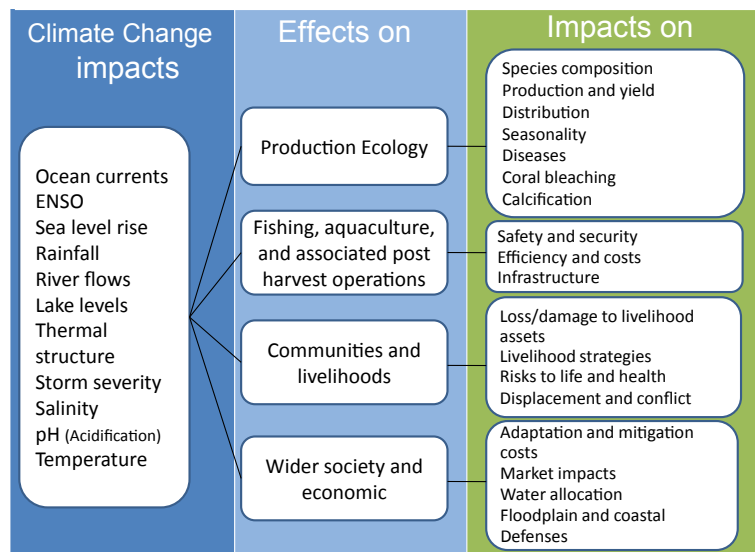 Climate Change
impacts
Ocean currents
ENSO
Sea level rise
Rainfall
River flows
Lake levels
Thermal
structure
Storm severity
Salinity
pH (Acidification)
Temperature
Effects on
Production Ecology
Fishing, aquaculture,
and associated post
harvest operations
Communities and
livelihoods
Wider society and
economic
Impacts on
Species composition
Production and yield
Distribution
Seasonality
Diseases
Coral bleaching
Calcification
Safety and security
Efficiency and costs
Infrastructure
Loss/damage to livelihood
assets
Livelihood strategies
Risks to life and health
Displacement and conflict
Adaptation and mitigation
costs
Market impacts
Water allocation
Floodplain and coastal
Defenses